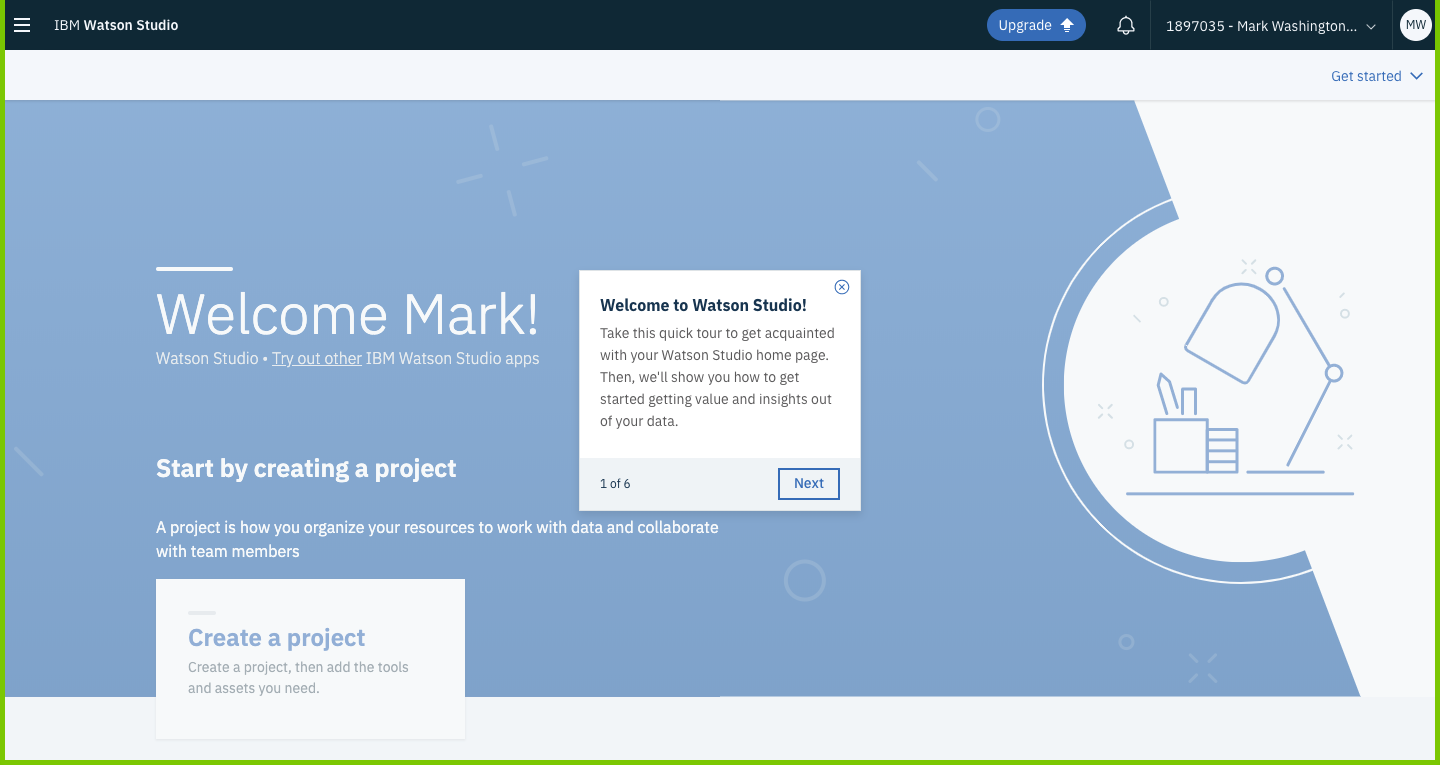 IBM Watson Studio
Upgrade
1897035 - Mark Washington...
MW
Get started
Welcome Mark!
Watson Studio • Try out other IBM Watson Studio apps
Start by creating a project
A project is how you organize your resources to work with data and collaborate
with team members
Create a project
Create a project, then add the tools
and assets you need.
Welcome to Watson Studio!
Take this quick tour to get acquainted
with your Watson Studio home page.
Then, we'll show you how to get
started getting value and insights out
of your data.
1 of 6
Next